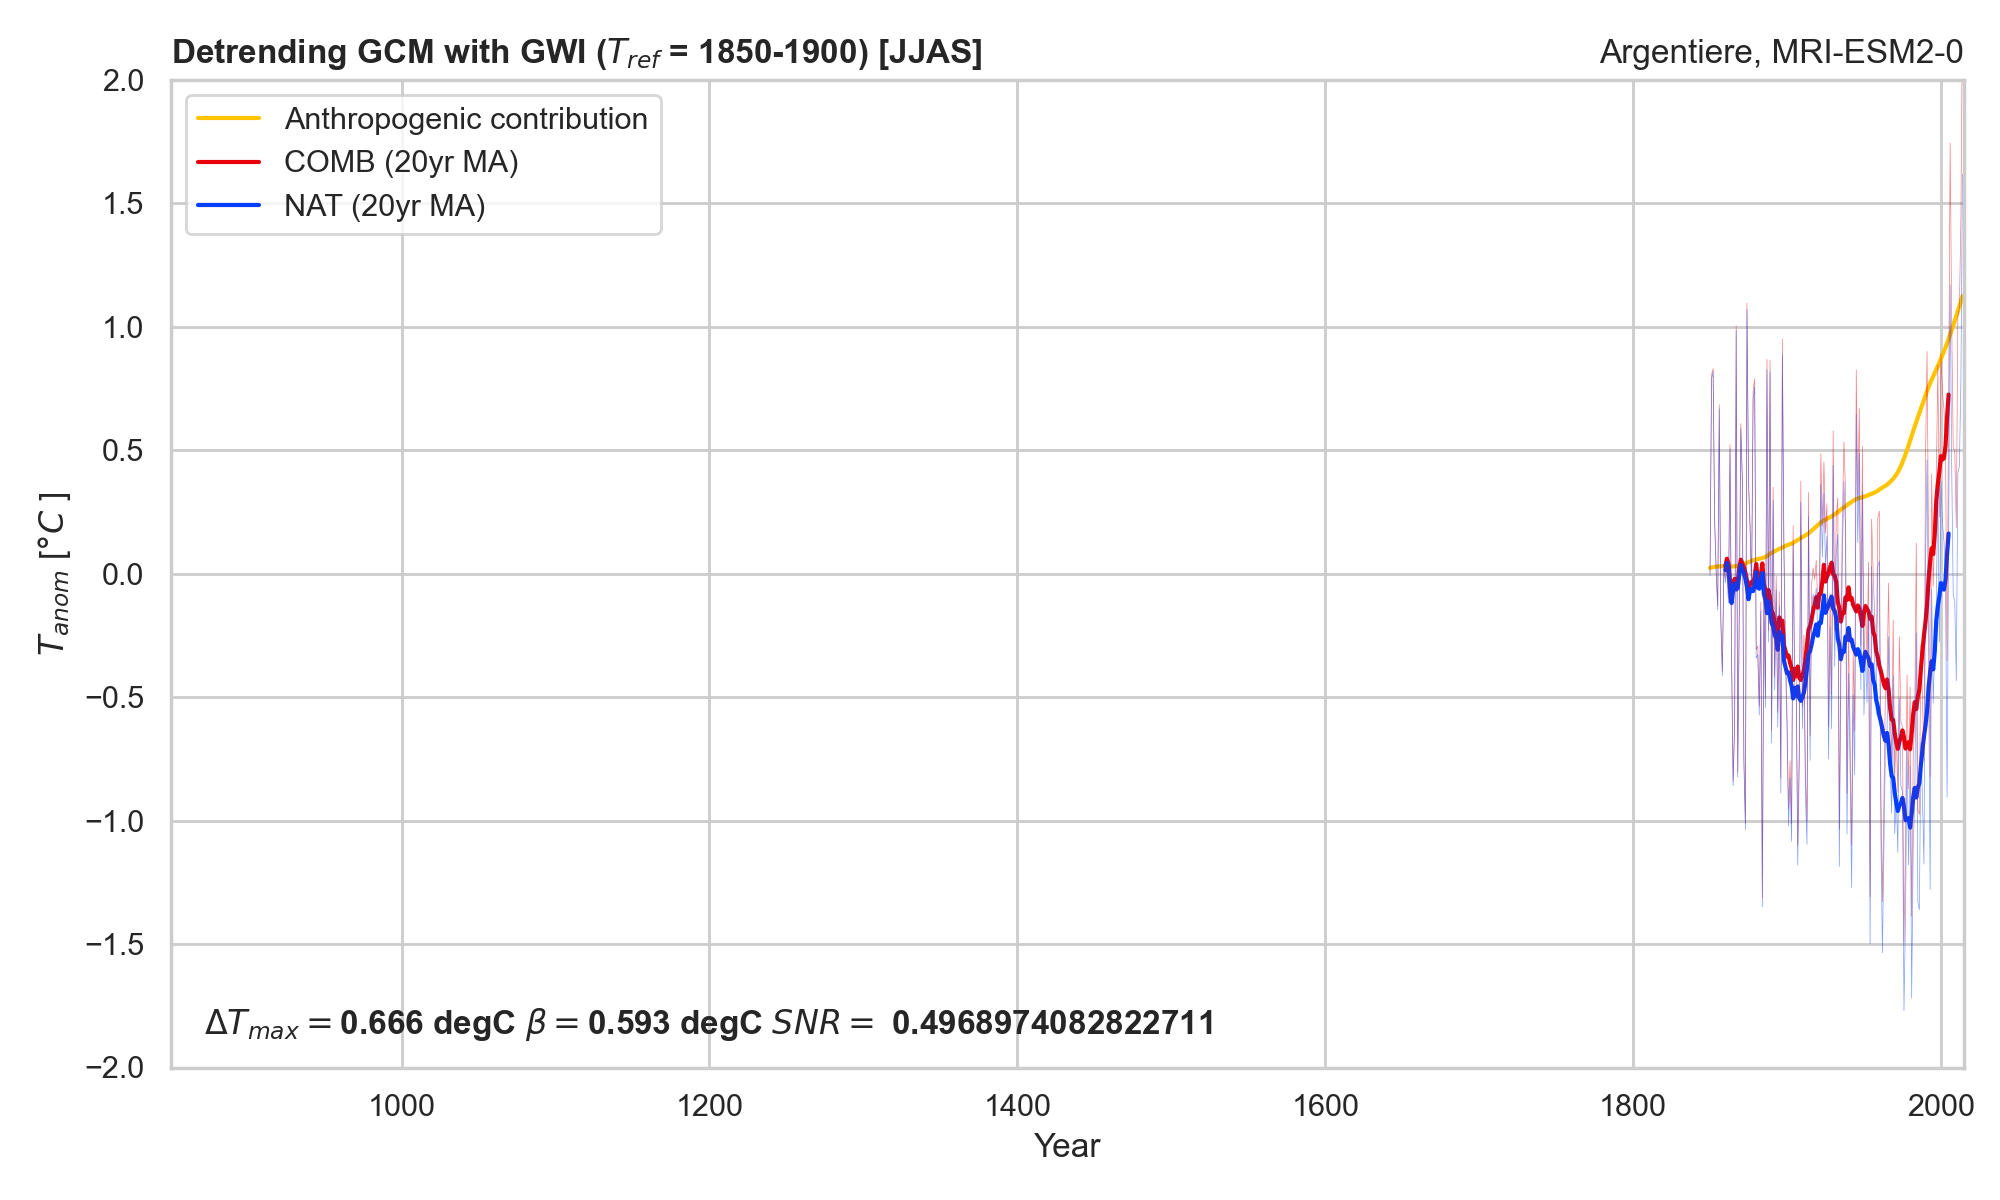 Detrending GCM with GWI (T_ref = 1850-1900) [JJAS]
Argentiere, MRI-ESM2-0
Anthropogenic contribution
COMB (20yr MA)
NAT (20yr MA)
T_anom [°C ]
2.0
1.5
1.0
0.5
0.0
−0.5
−1.0
−1.5
−2.0
ΔT_max = 0.666 degC β = 0.593 degC SNR = 0.4968974082822711
1000 1200 1400 1600 1800 2000
Year